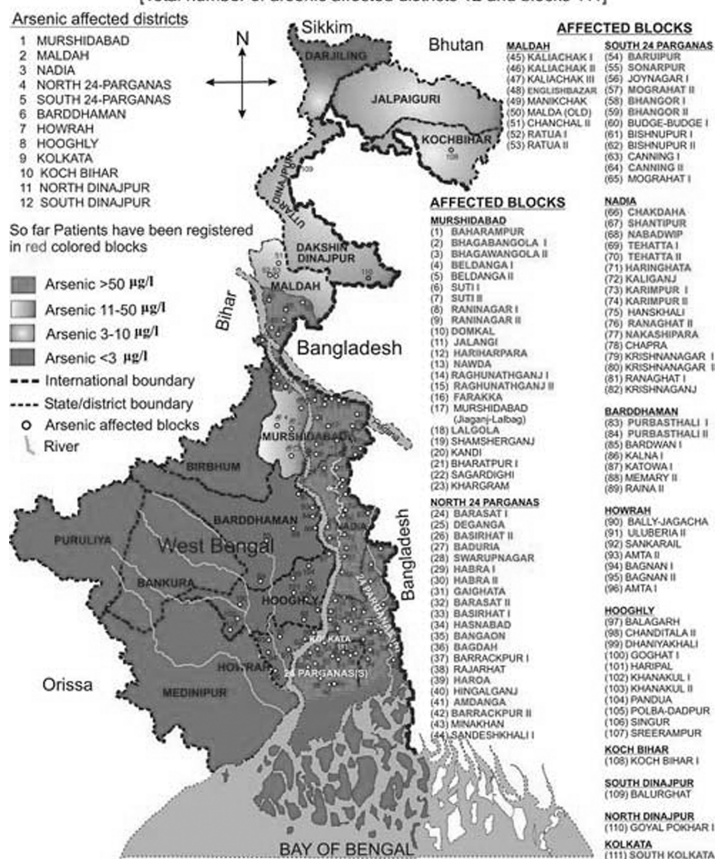 [Total number of arsenic affected districts 12 and blocks 111]
Arsenic affected districts
1 MURSHIDABAD
2 MALDAH
3 NADIA
4 NORTH 24-PARGANAS
5 SOUTH 24-PARGANAS
6 BARDDHAMAN
7 HOWRAH
8 HOOGHLY
9 KOLKATA
10 KOCH BIHAR
11 NORTH DINAJPUR
12 SOUTH DINAJPUR
So far Patients have been registered
in red colored blocks
Arsenic >50 µg/l
Arsenic 11-50 µg/l
Arsenic 3-10 µg/l
Arsenic <3 µg/l
International boundary
State/district boundary
Arsenic affected blocks
River
N
Sikkim
Bhutan
DARJILING
JALPAIGURI
KOCHBIHAR
108
109
UTTAR DINAJPUR
DAKSHIN
DINAJPUR
110
51
MALDAH
Bihar
Bangladesh
MURSHIDABAD
BIRBHUM
BARDDHAMAN
NADIA
PURULIYA
West Bengal
BANKURA
HOOGHLY
Bangladesh
24 PARGANAS
KOLKATA
HOWRAH
24 PARGANAS(S)
MEDINIPUR
Orissa
BAY OF BENGAL
AFFECTED BLOCKS
MURSHIDABAD
(1) BAHARAMPUR
(2) BHAGABANGOLA I
(3) BHAGAWANGOLA II
(4) BELDANGA I
(5) BELDANGA II
(6) SUTI I
(7) SUTI II
(8) RANINAGAR I
(9) RANINAGAR II
(10) DOMKAL
(11) JALANGI
(12) HARIHARPARA
(13) NAWDA
(14) RAGHUNATHGANJ I
(15) RAGHUNATHGANJ II
(16) FARAKKA
(17) MURSHIDABAD
(Jiaganj-Lalbag)
(18) LALGOLA
(19) SHAMSHERGANJ
(20) KANDI
(21) BHARATPUR I
(22) SAGARDIGHI
(23) KHARGRAM
NORTH 24 PARGANAS
(24) BARASAT I
(25) DEGANGA
(26) BASIRHAT II
(27) BADURIA
(28) SWARUPNAGAR
(29) HABRA I
(30) HABRA II
(31) GAIGHATA
(32) BARASAT II
(33) BASIRHAT I
(34) HASNABAD
(35) BANGAON
(36) BAGDAH
(37) BARRACKPUR I
(38) RAJARHAT
(39) HAROA
(40) HINGALGANJ
(41) AMDANGA
(42) BARRACKPUR II
(43) MINAKHAN
(44) SANDESHKHALI I
AFFECTED BLOCKS
MALDAH
(45) KALIACHAK I
(46) KALIACHAK II
(47) KALIACHAK III
(48) ENGLISHBAZAR
(49) MANIKCHAK
(50) MALDA (OLD)
(51) CHANCHAL II
(52) RATUA I
(53) RATUA II
SOUTH 24 PARGANAS
(54) BARUIPUR
(55) SONARPUR
(56) JOYNAGAR I
(57) MOGRAHAT II
(58) BHANGOR I
(59) BHANGOR II
(60) BUDGE-BUDGE I
(61) BISHNUPUR I
(62) BISHNUPUR II
(63) CANNING I
(64) CANNING II
(65) MOGRAHAT I
NADIA
(66) CHAKDAHA
(67) SHANTIPUR
(68) NABADWIP
(69) TEHATTA I
(70) TEHATTA II
(71) HARINGHATA
(72) KALIGANJ
(73) KARIMPUR I
(74) KARIMPUR II
(75) HANSKHALI
(76) RANAGHAT II
(77) NAKASHIPARA
(78) CHAPRA
(79) KRISHNANAGAR I
(80) KRISHNANAGAR II
(81) RANAGHAT I
(82) KRISHNAGANJ
BARDDHAMAN
(83) PURBASTHALI I
(84) PURBASTHALI II
(85) BARDWAN I
(86) KALNA I
(87) KATOWA I
(88) MEMARY II
(89) RAINA II
HOWRAH
(90) BALLY-JAGACHA
(91) ULUBERIA II
(92) SANKARAIL
(93) AMTA II
(94) BAGNAN I
(95) BAGNAN II
(96) AMTA I
HOOGHLY
(97) BALAGARH
(98) CHANDITALA II
(99) DHANIYAKHALI
(100) GOGHAT I
(101) HARIPAL
(102) KHANAKUL I
(103) KHANAKUL II
(104) PANDUA
(105) POLBA-DADPUR
(106) SINGUR
(107) SREERAMPUR
KOCH BIHAR
(108) KOCH BIHAR I
SOUTH DINAJPUR
(109) BALURGHAT
NORTH DINAJPUR
(110) GOYAL POKHAR I
KOLKATA
(111) SOUTH KOLKATA